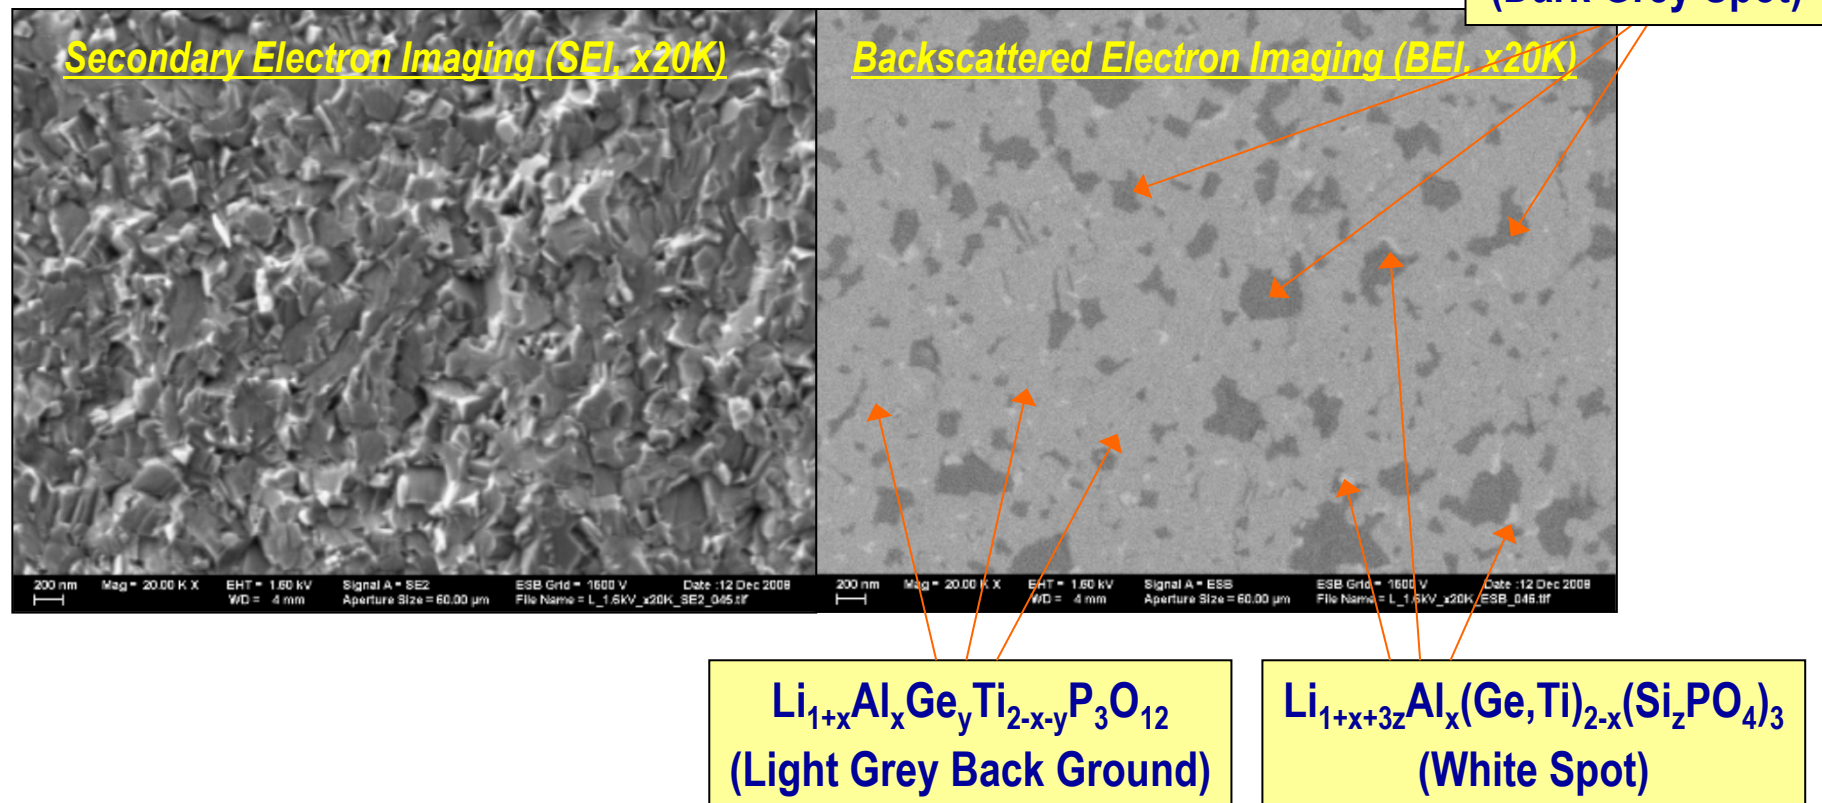 (Dark Grey Spot)
Secondary Electron Imaging (SEI, x20K)
Backscattered Electron Imaging (BEI, x20K)
200 nm Mag = 20.00 K X EHT = 1.60 kV Signal A = SE2 ESB Grid = 1600 V Date :12 Dec 2008
WD = 4 mm Aperture Size = 60.00 µm File Name = L_1.6kV_x20K_SE2_045.tif
200 nm Mag = 20.00 K X EHT = 1.60 kV Signal A = ESB ESB Grid = 1600 V Date :12 Dec 2008
WD = 4 mm Aperture Size = 60.00 µm File Name = L_1.6kV_x20K_ESB_046.tif
Li1+xAlxGeyTi2-x-yP3O12
(Light Grey Back Ground)
Li1+x+3zAlx(Ge,Ti)2-x(SizPO4)3
(White Spot)